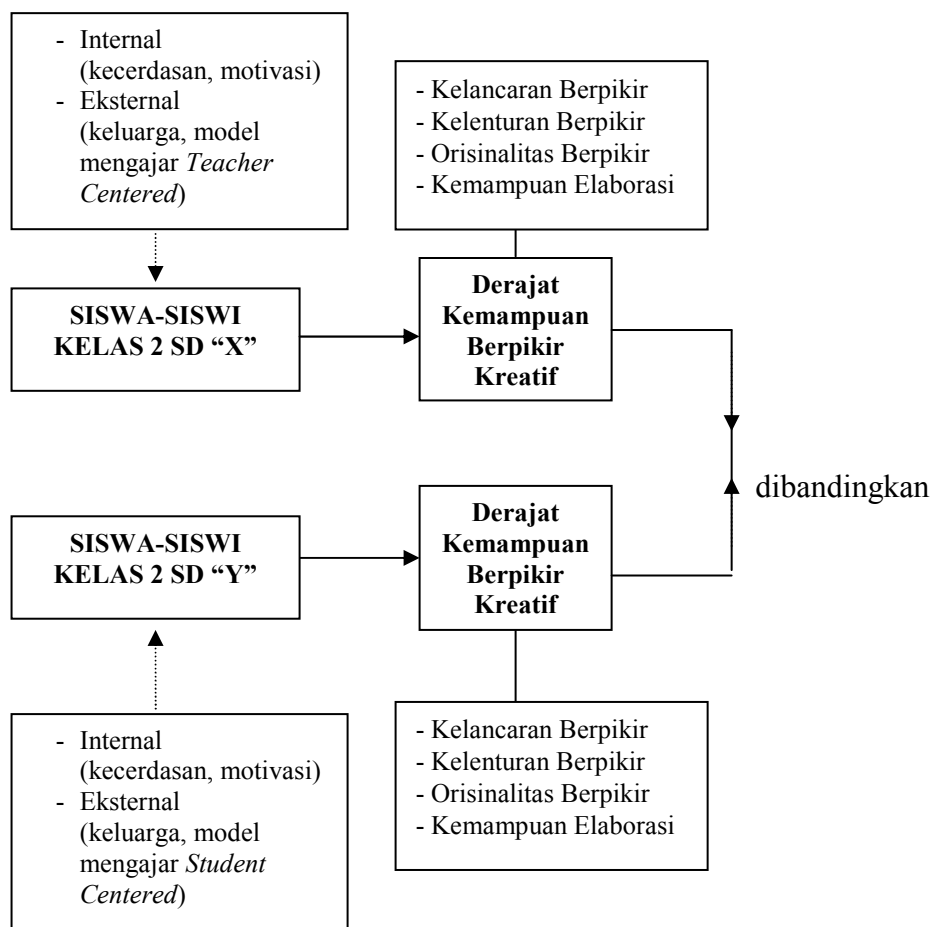 - Internal
(kecerdasan, motivasi)
- Eksternal
(keluarga, model
mengajar Teacher
Centered)
- Kelancaran Berpikir
- Kelenturan Berpikir
- Orisinalitas Berpikir
- Kemampuan Elaborasi
SISWA-SISWI
KELAS 2 SD “X”
Derajat
Kemampuan
Berpikir
Kreatif
dibandingkan
SISWA-SISWI
KELAS 2 SD “Y”
Derajat
Kemampuan
Berpikir
Kreatif
- Internal
(kecerdasan, motivasi)
- Eksternal
(keluarga, model
mengajar Student
Centered)
- Kelancaran Berpikir
- Kelenturan Berpikir
- Orisinalitas Berpikir
- Kemampuan Elaborasi